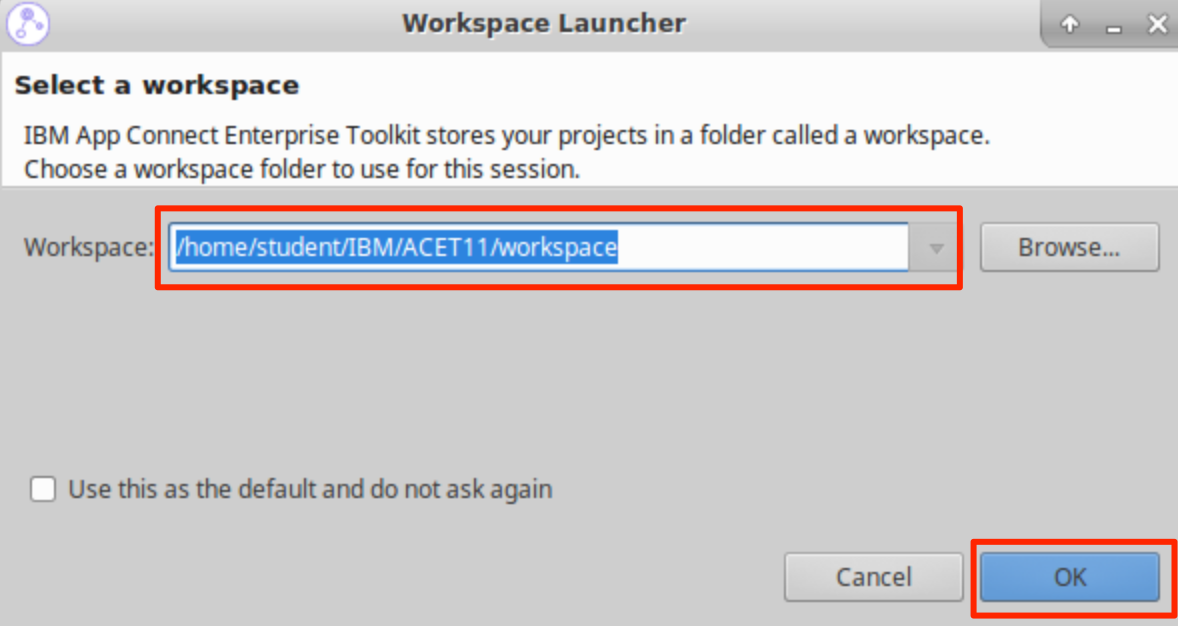 Workspace Launcher
Select a workspace
IBM App Connect Enterprise Toolkit stores your projects in a folder called a workspace.
Choose a workspace folder to use for this session.
Workspace: /home/student/IBM/ACET11/workspace Browse...
Use this as the default and do not ask again
Cancel OK